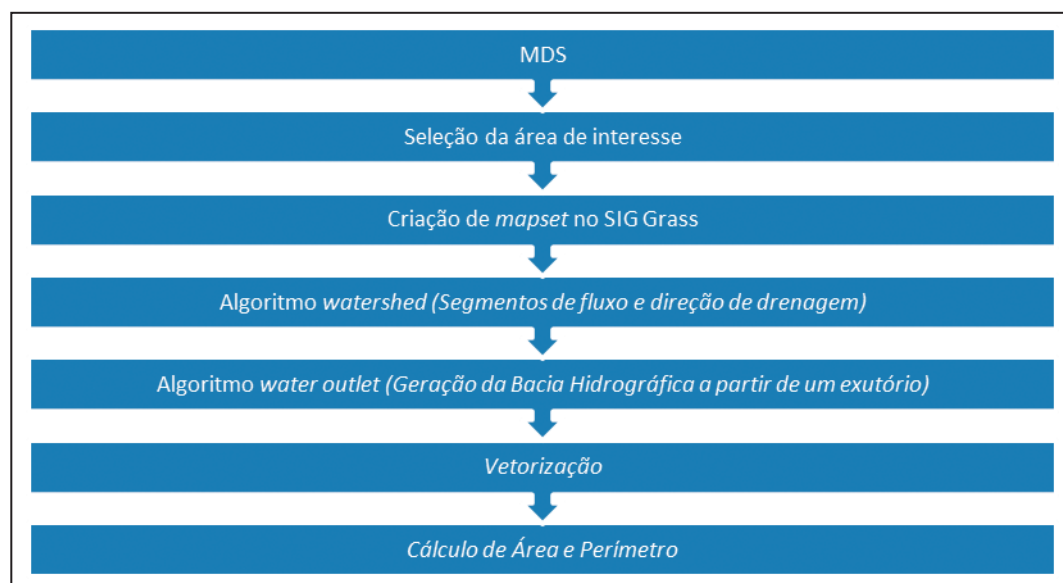 MDS
Seleção da área de interesse
Criação de mapset no SIG Grass
Algoritmo watershed (Segmentos de fluxo e direção de drenagem)
Algoritmo water outlet (Geração da Bacia Hidrográfica a partir de um exutório)
Vetorização
Cálculo de Área e Perímetro